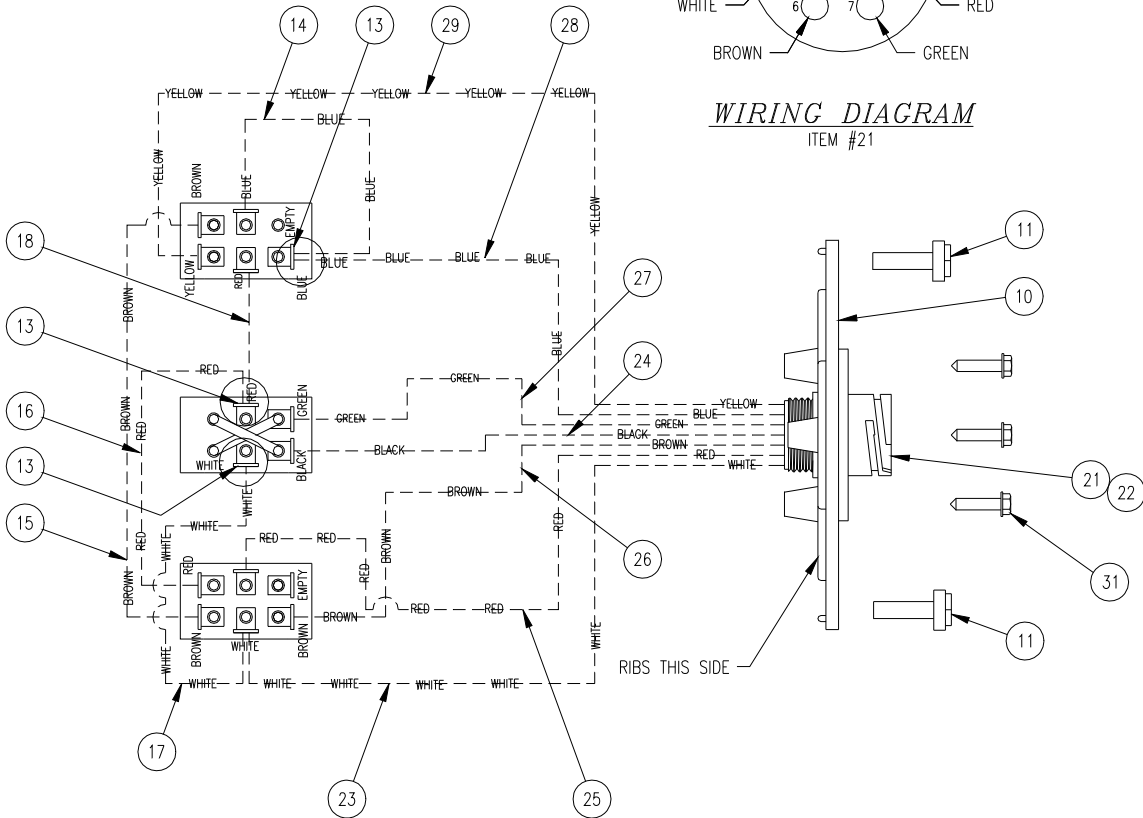 WHITE
6
7
RED
BROWN
GREEN
WIRING DIAGRAM
ITEM #21
14
29
13
28
YELLOW
YELLOW
YELLOW
YELLOW
YELLOW
BLUE
YELLOW
BROWN
BLUE
BLUE
YELLOW
EMPTY
18
BLUE
BLUE
BLUE
BLUE
YELLOW
RED
BLUE
11
10
27
BROWN
13
24
BLUE
RED
RED
GREEN
GREEN
GREEN
YELLOW
BLUE
GREEN
BLACK
BROWN
RED
WHITE
16
BROWN
RED
BLACK
WHITE
BLACK
13
BROWN
WHITE
21
22
15
WHITE
RED
WHITE
RED
RED
BROWN
RED
26
31
BROWN
RED
RED
EMPTY
RED
RED
BROWN
WHITE
BROWN
WHITE
BROWN
WHITE
25
11
RIBS THIS SIDE
WHITE
WHITE
WHITE
WHITE
WHITE
17
23